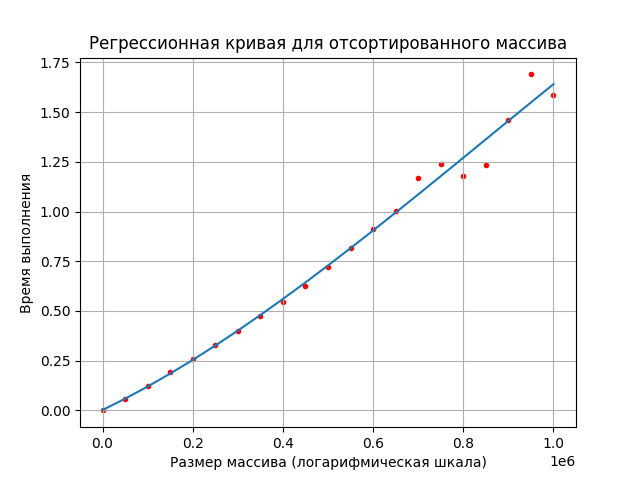 Регрессионная кривая для отсортированного массива
1.75
1.50
1.25
1.00
0.75
0.50
0.25
0.00
Время выполнения
0.0 0.2 0.4 0.6 0.8 1.0
1e6
Размер массива (логарифмическая шкала)